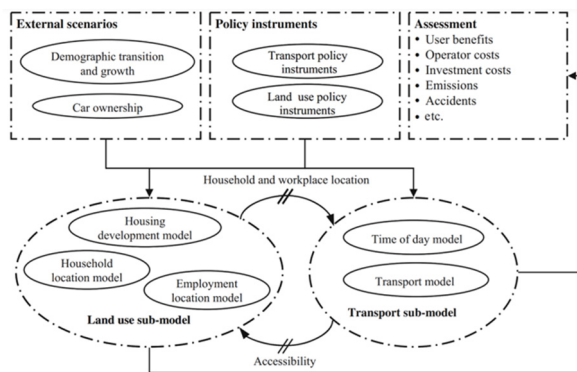 External scenarios
Demographic transition
and growth
Car ownership
Policy instruments
Transport policy
instruments
Land use policy
instruments
Assessment
• User benefits
• Operator costs
• Investment costs
• Emissions
• Accidents
• etc.
Household and workplace location
Housing
development model
Household
location model
Employment
location model
Land use sub-model
Time of day model
Transport model
Transport sub-model
Accessibility